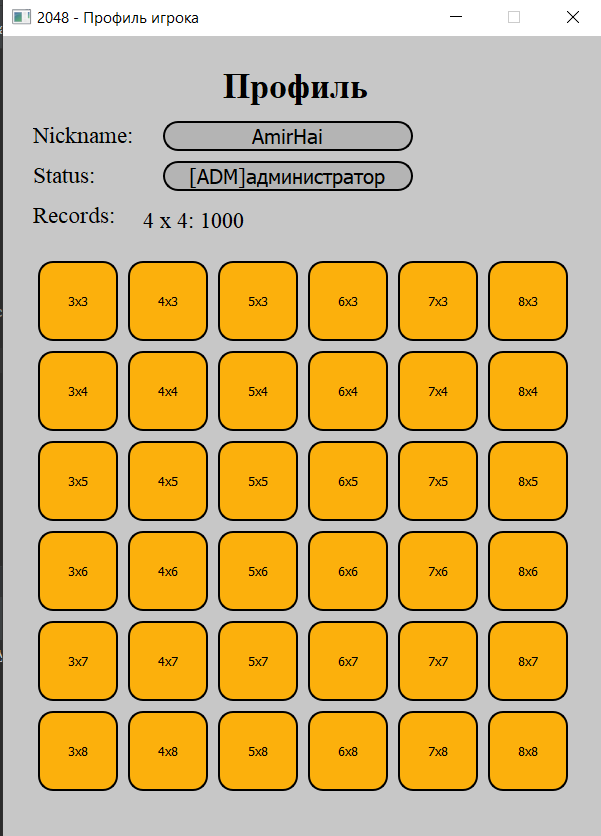 2048 - Профиль игрока
Профиль
Nickname: AmirHai
Status: [ADM]администратор
Records: 4 x 4: 1000
3x3 4x3 5x3 6x3 7x3 8x3
3x4 4x4 5x4 6x4 7x4 8x4
3x5 4x5 5x5 6x5 7x5 8x5
3x6 4x6 5x6 6x6 7x6 8x6
3x7 4x7 5x7 6x7 7x7 8x7
3x8 4x8 5x8 6x8 7x8 8x8